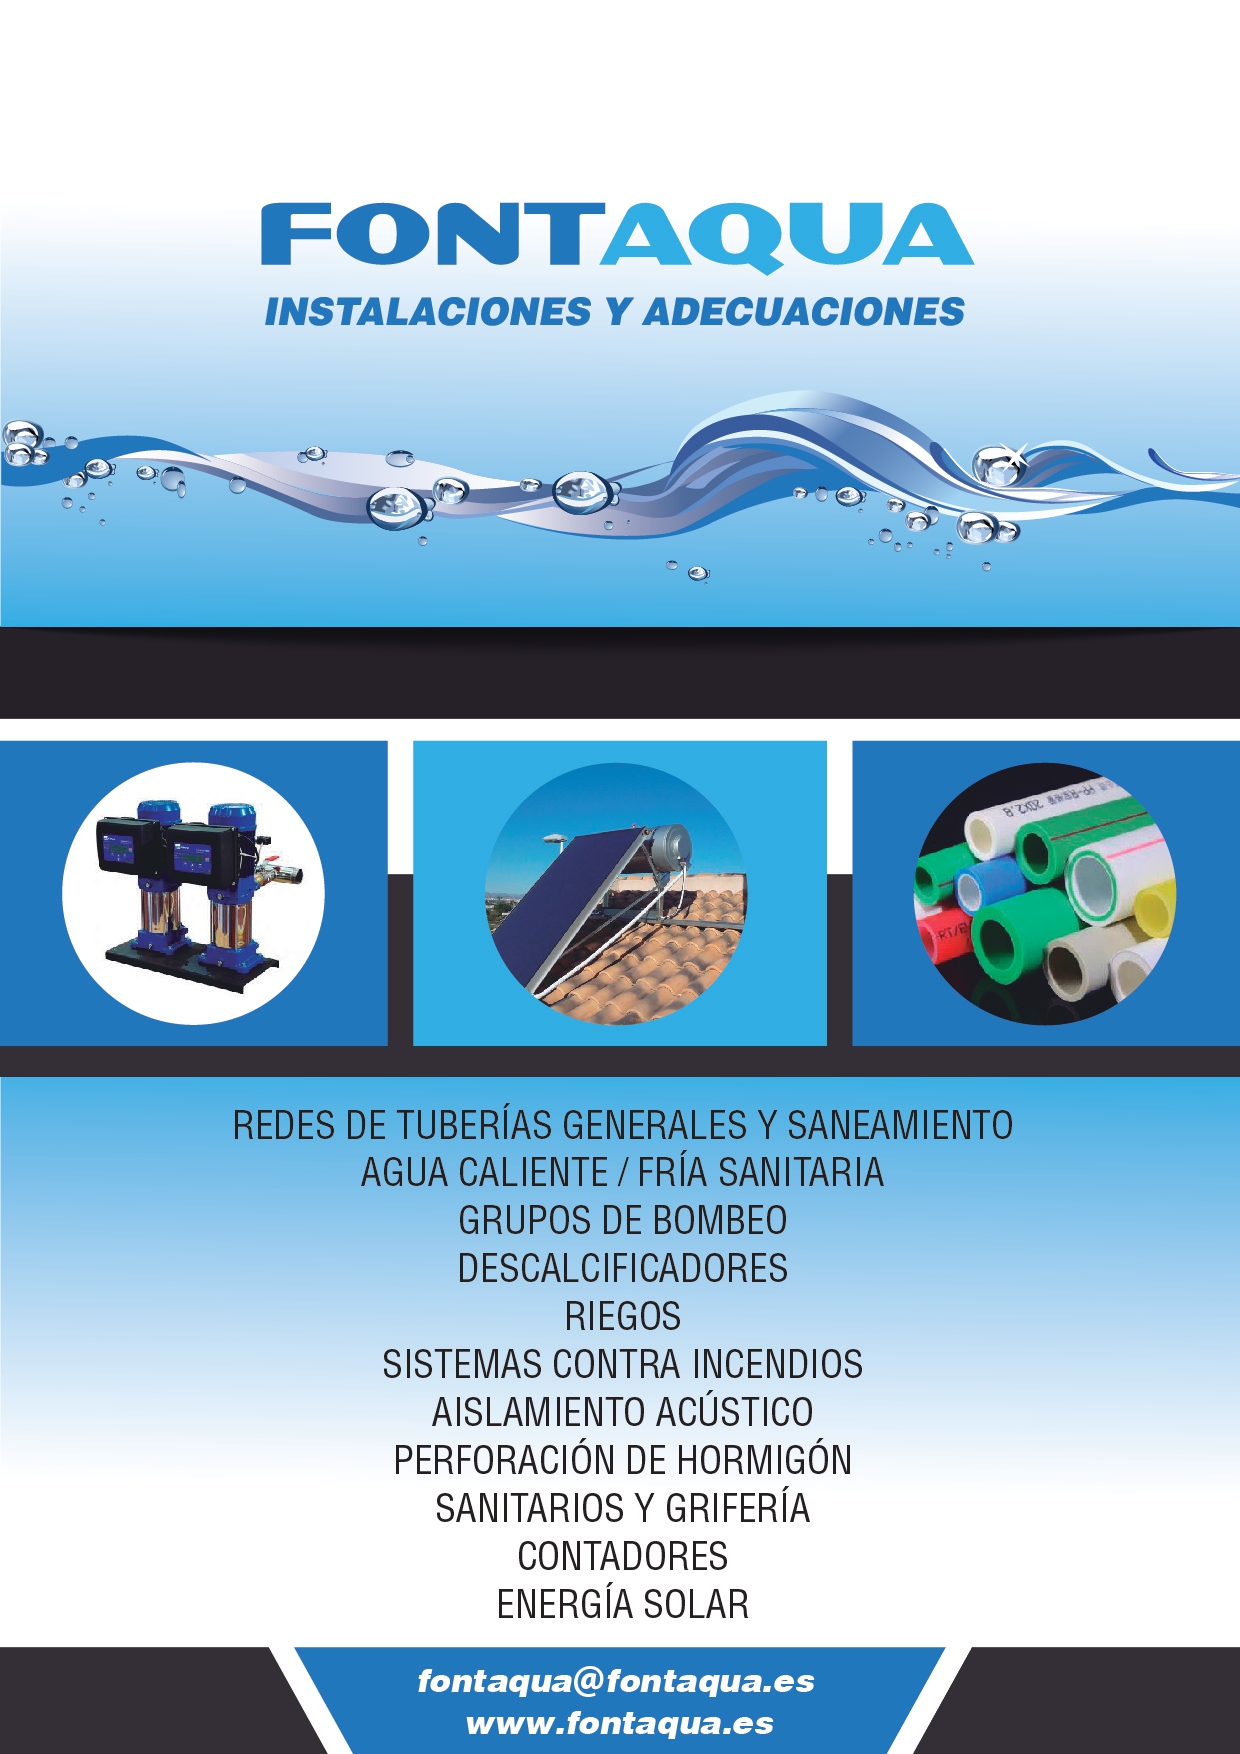 FONTAQUA
INSTALACIONES Y ADECUACIONES
REDES DE TUBERÍAS GENERALES Y SANEAMIENTO
AGUA CALIENTE / FRÍA SANITARIA
GRUPOS DE BOMBEO
DESCALCIFICADORES
RIEGOS
SISTEMAS CONTRA INCENDIOS
AISLAMIENTO ACÚSTICO
PERFORACIÓN DE HORMIGÓN
SANITARIOS Y GRIFERÍA
CONTADORES
ENERGÍA SOLAR
fontaqua@fontaqua.es
www.fontaqua.es